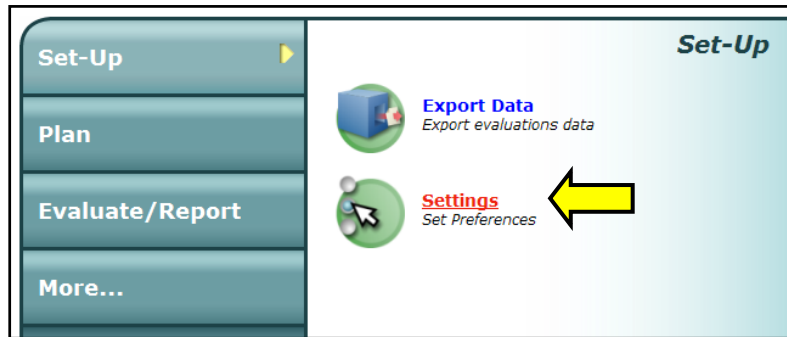 Set-Up
Plan
Evaluate/Report
More...
Set-Up
Export Data
Export evaluations data
Settings
Set Preferences